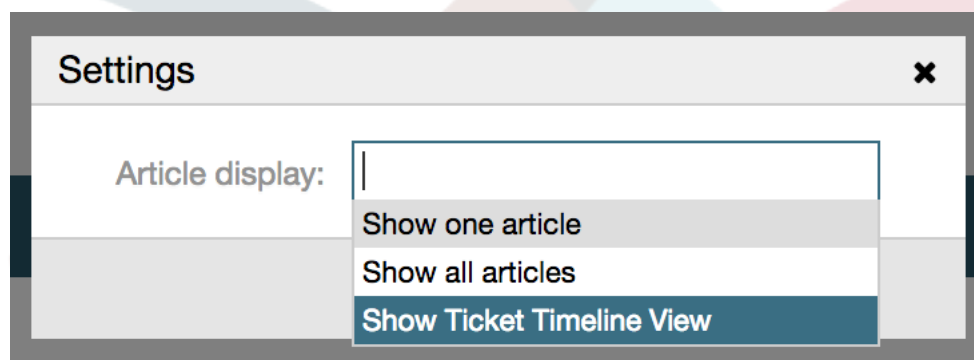 Settings
Article display:
Show one article
Show all articles
Show Ticket Timeline View